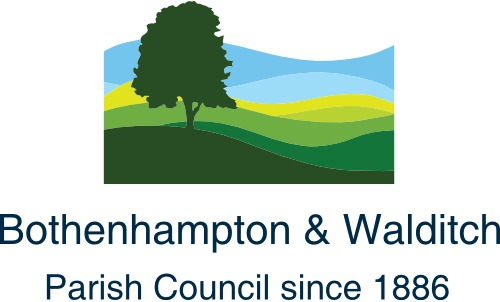 Bothenhampton & Walditch
Parish Council since 1886